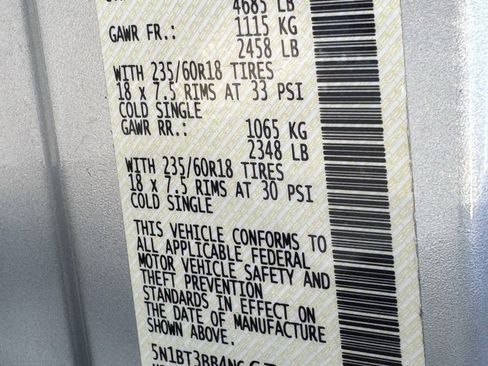 4685 LB
GAWR FR.: 1115 KG
2458 LB
WITH 235/60R18 TIRES
18 x 7.5 RIMS AT 33 PSI
COLD SINGLE
GAWR RR.: 1065 KG
2348 LB
WITH 235/60R18 TIRES
18 x 7.5 RIMS AT 30 PSI
COLD SINGLE
THIS VEHICLE CONFORMS TO
ALL APPLICABLE FEDERAL
MOTOR VEHICLE SAFETY AND
THEFT PREVENTION
STANDARDS IN EFFECT ON
THE DATE OF MANUFACTURE
SHOWN ABOVE.